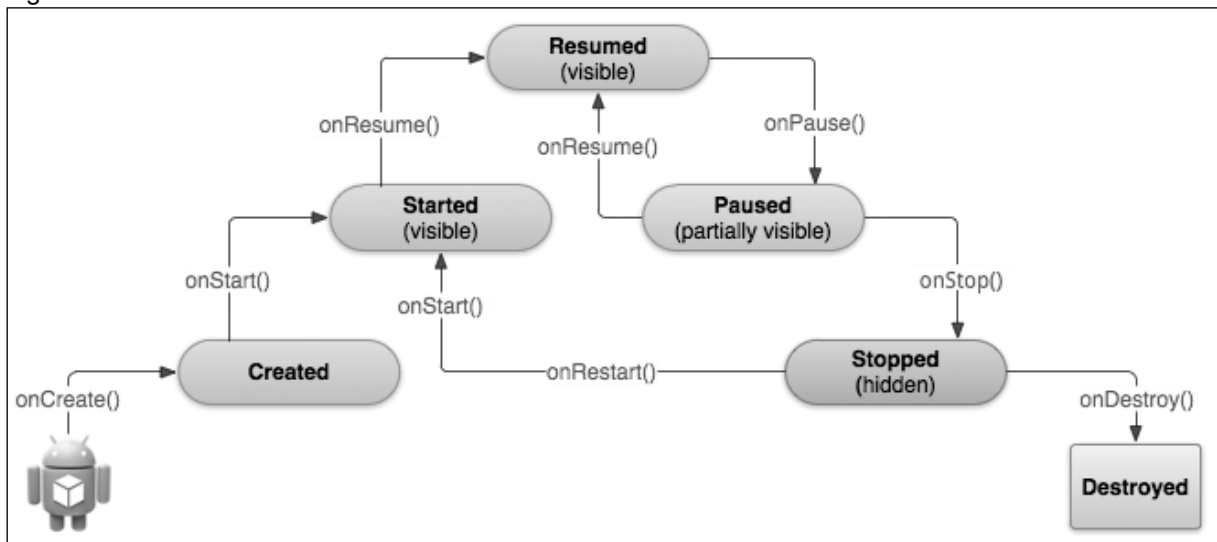 Resumed
(visible)
onResume()
onResume()
onPause()
Started
(visible)
Paused
(partially visible)
onStart()
onStart()
onStop()
Created
onRestart()
Stopped
(hidden)
onCreate()
onDestroy()
Destroyed